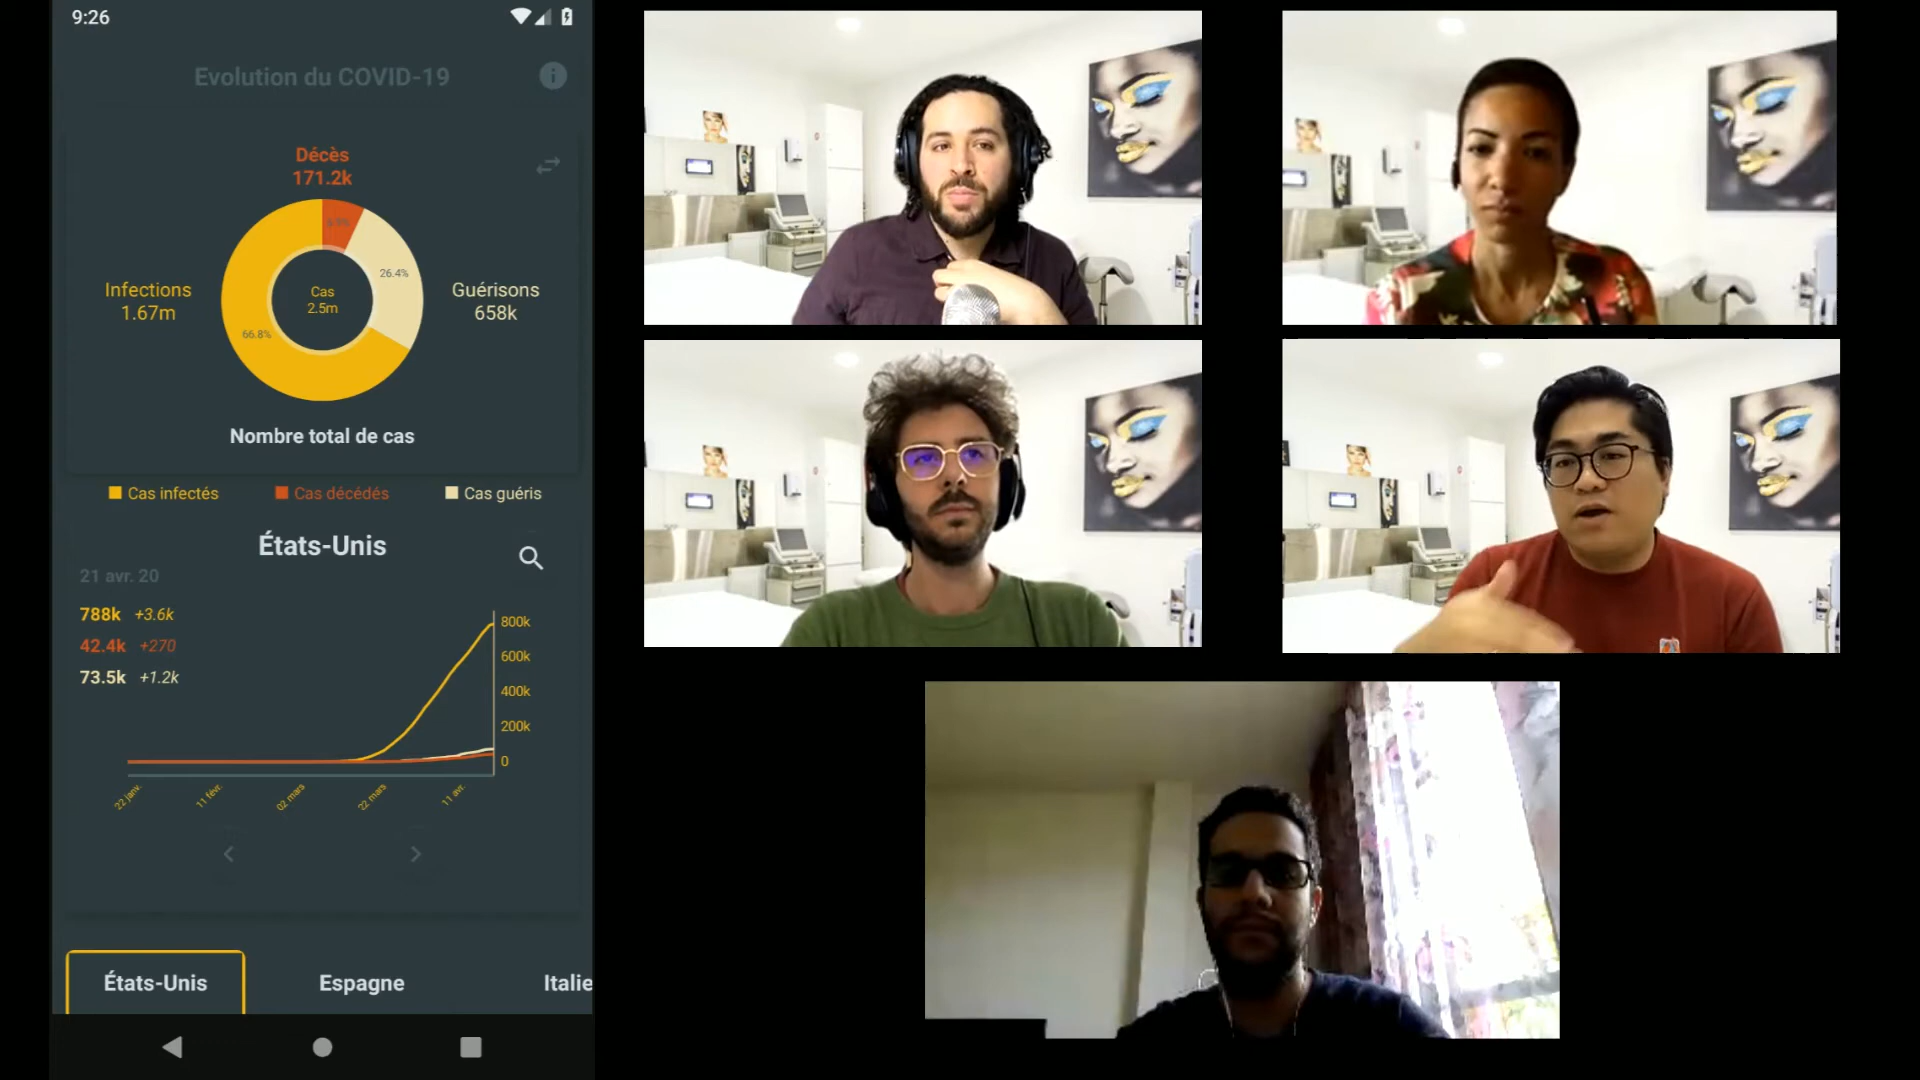 9:26
Evolution du COVID-19
Décès
171.2k
Infections
1.67m
Cas
2.5m
26.4%
66.8%
Guérisons
658k
Nombre total de cas
Cas infectés
Cas décédés
Cas guéris
États-Unis
21 avr. 20
788k +3.6k
42.4k +270
73.5k +1.2k
800k
600k
400k
200k
0
22 janv.
11 févr.
02 mars
22 mars
11 avr.
États-Unis
Espagne
Italie